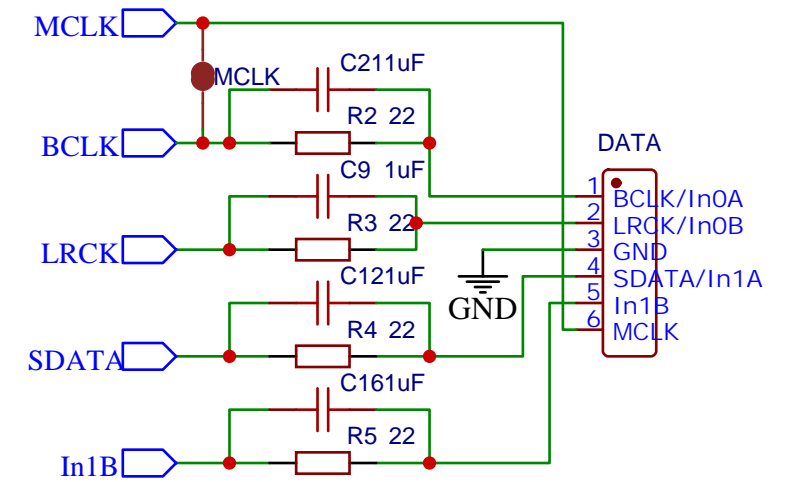 MCLK
C211uF
MCLK
R2 22
BCLK
DATA
C9 1uF
1
BCLK/In0A
R3 22
2
LRCK/In0B
LRCK
3
GND
C121uF
4
SDATA/In1A
GND
5
In1B
R4 22
6
MCLK
SDATA
C161uF
R5 22
In1B